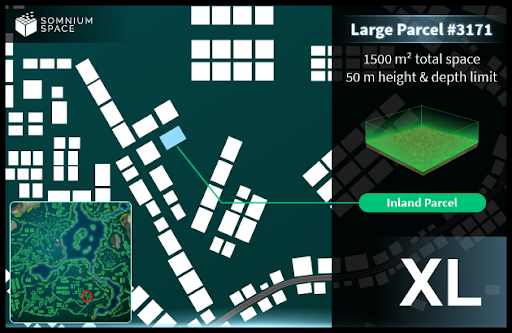 SOMNIUM
SPACE
Large Parcel #3171
1500 m² total space
50 m height & depth limit
Inland Parcel
XL